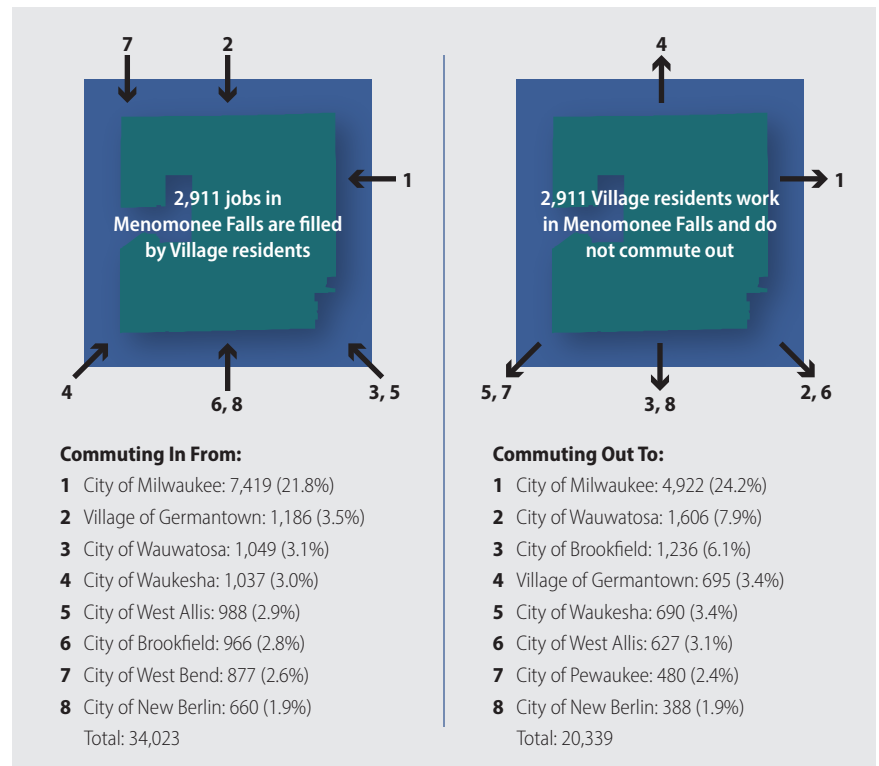 7
2
1
2,911 jobs in
Menomonee Falls are filled
by Village residents
4
6, 8
3, 5
Commuting In From:
1 City of Milwaukee: 7,419 (21.8%)
2 Village of Germantown: 1,186 (3.5%)
3 City of Wauwatosa: 1,049 (3.1%)
4 City of Waukesha: 1,037 (3.0%)
5 City of West Allis: 988 (2.9%)
6 City of Brookfield: 966 (2.8%)
7 City of West Bend: 877 (2.6%)
8 City of New Berlin: 660 (1.9%)
Total: 34,023
4
1
2,911 Village residents work
in Menomonee Falls and do
not commute out
5, 7
3, 8
2, 6
Commuting Out To:
1 City of Milwaukee: 4,922 (24.2%)
2 City of Wauwatosa: 1,606 (7.9%)
3 City of Brookfield: 1,236 (6.1%)
4 Village of Germantown: 695 (3.4%)
5 City of Waukesha: 690 (3.4%)
6 City of West Allis: 627 (3.1%)
7 City of Pewaukee: 480 (2.4%)
8 City of New Berlin: 388 (1.9%)
Total: 20,339